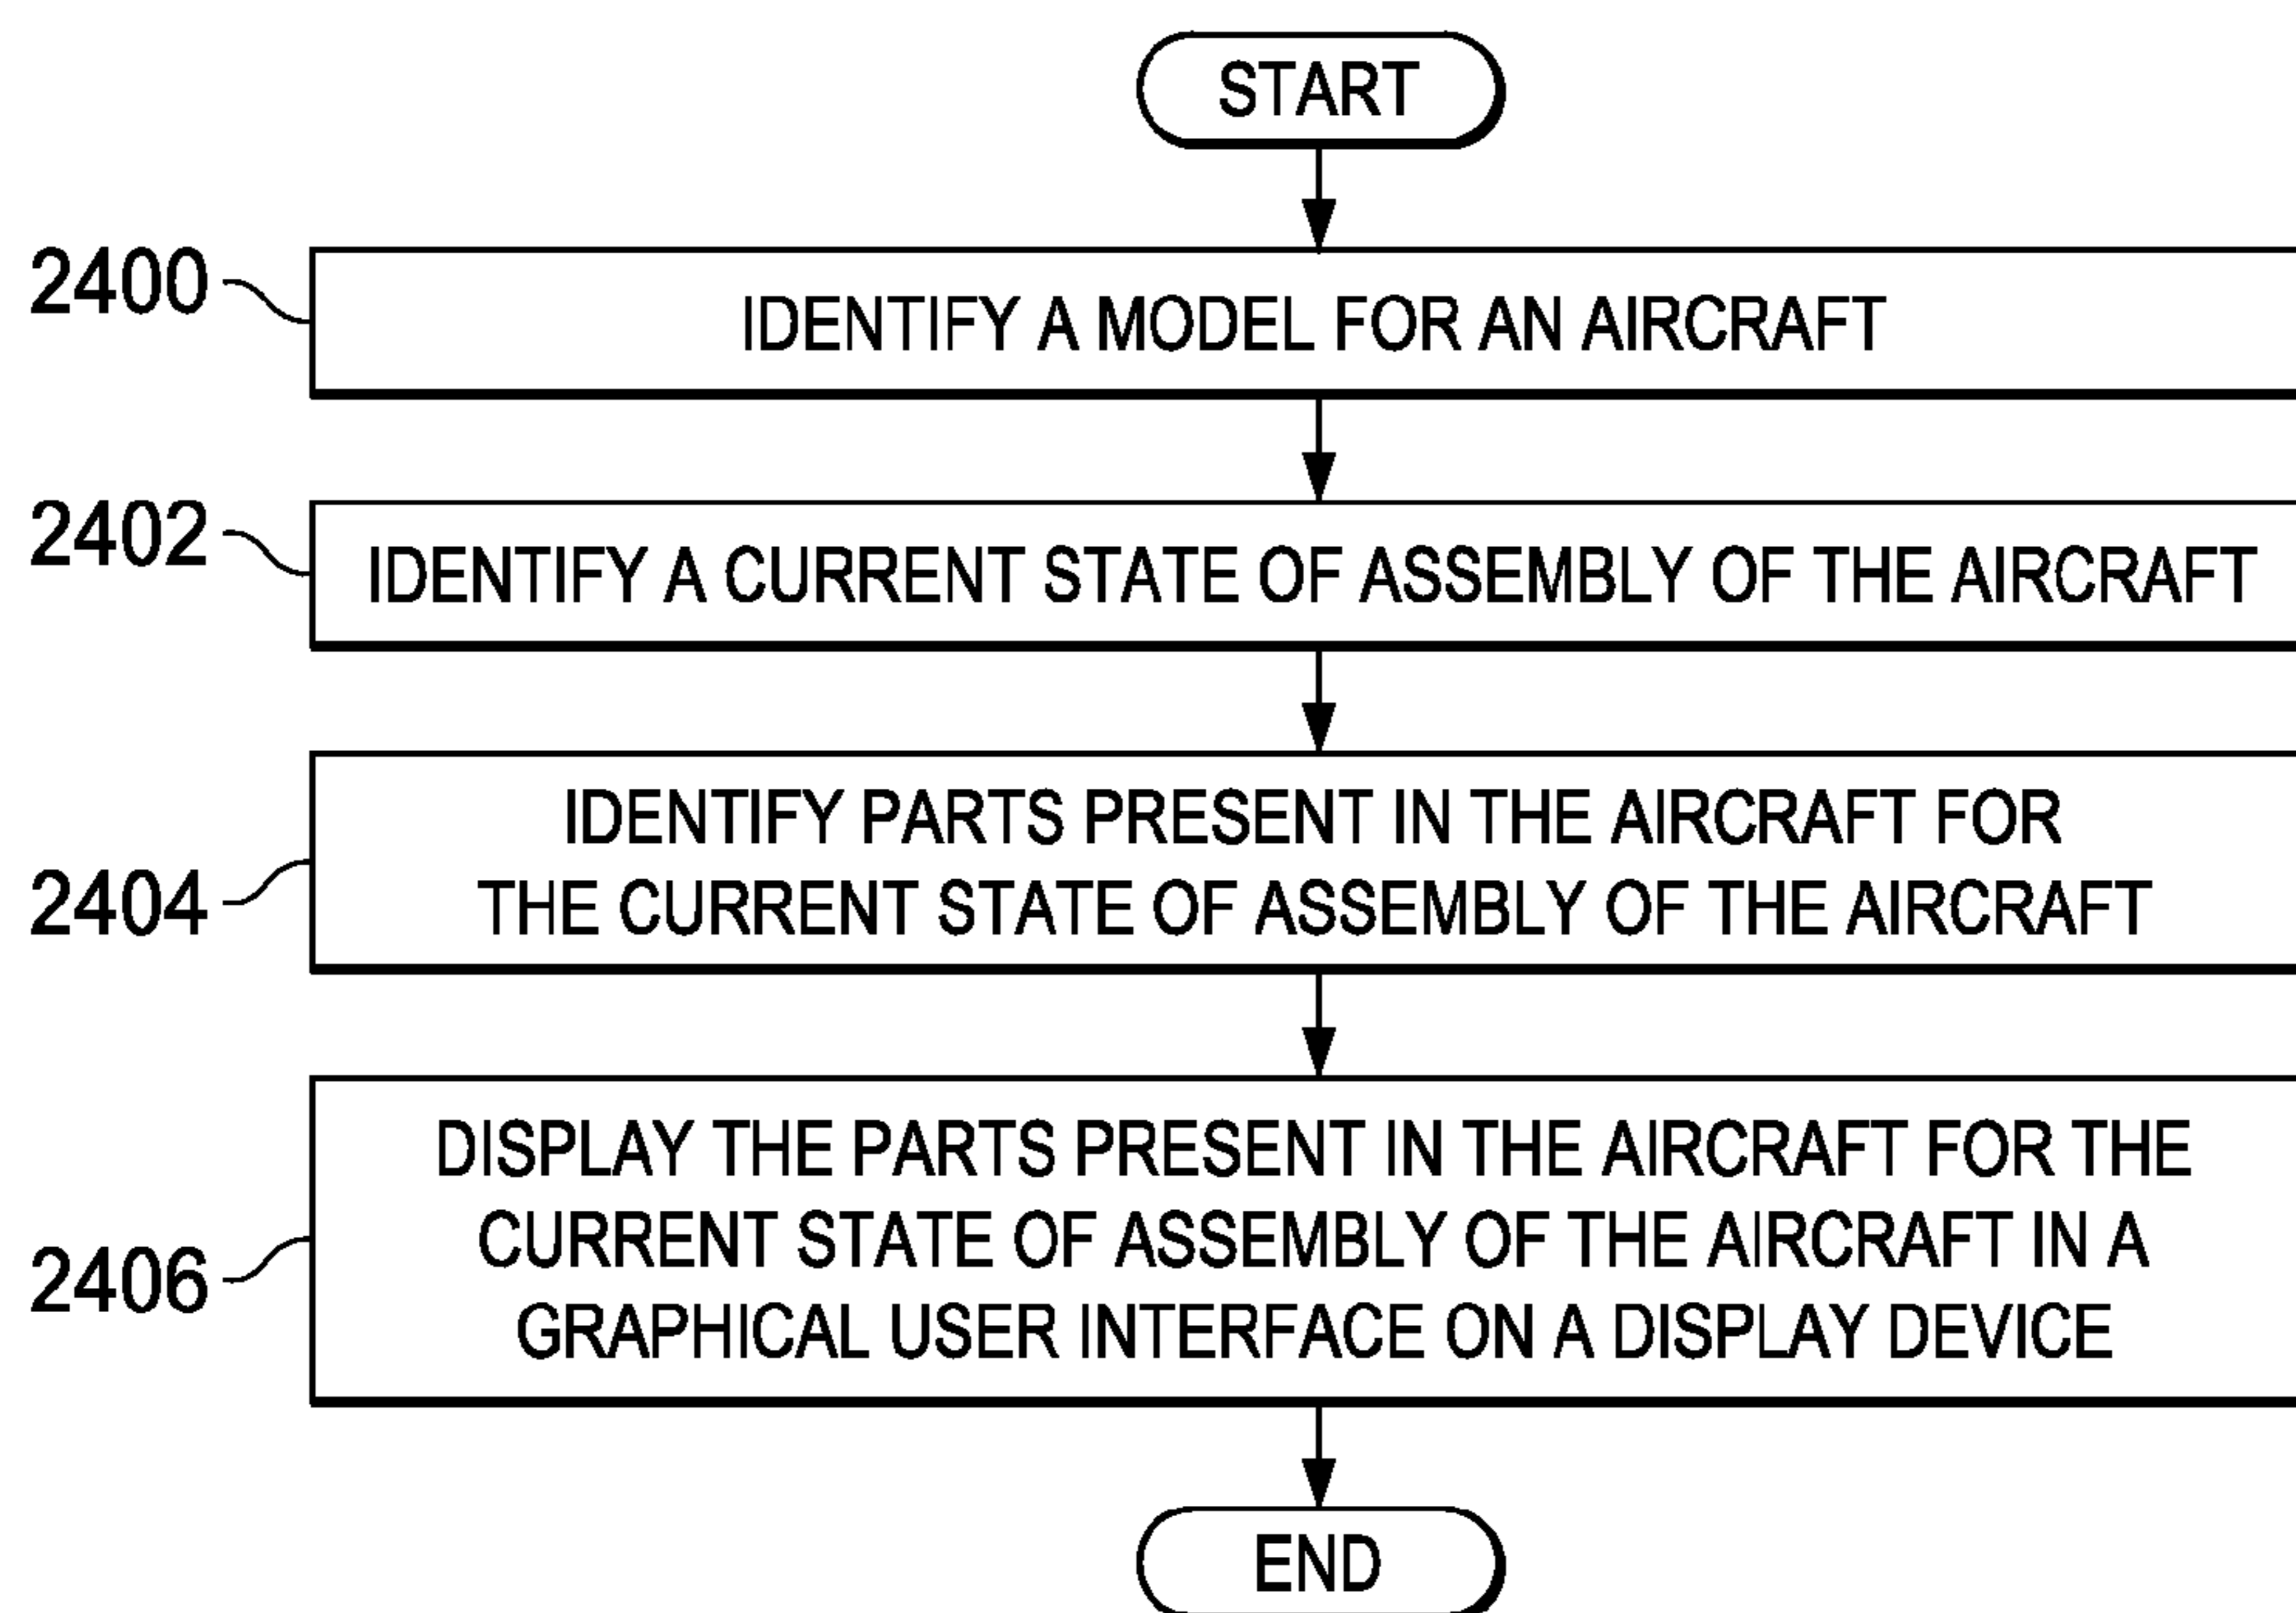 START
2400
IDENTIFY A MODEL FOR AN AIRCRAFT
2402
IDENTIFY A CURRENT STATE OF ASSEMBLY OF THE AIRCRAFT
IDENTIFY PARTS PRESENT IN THE AIRCRAFT FOR
THE CURRENT STATE OF ASSEMBLY OF THE AIRCRAFT
2404
DISPLAY THE PARTS PRESENT IN THE AIRCRAFT FOR THE
CURRENT STATE OF ASSEMBLY OF THE AIRCRAFT IN A
GRAPHICAL USER INTERFACE ON A DISPLAY DEVICE
2406
END